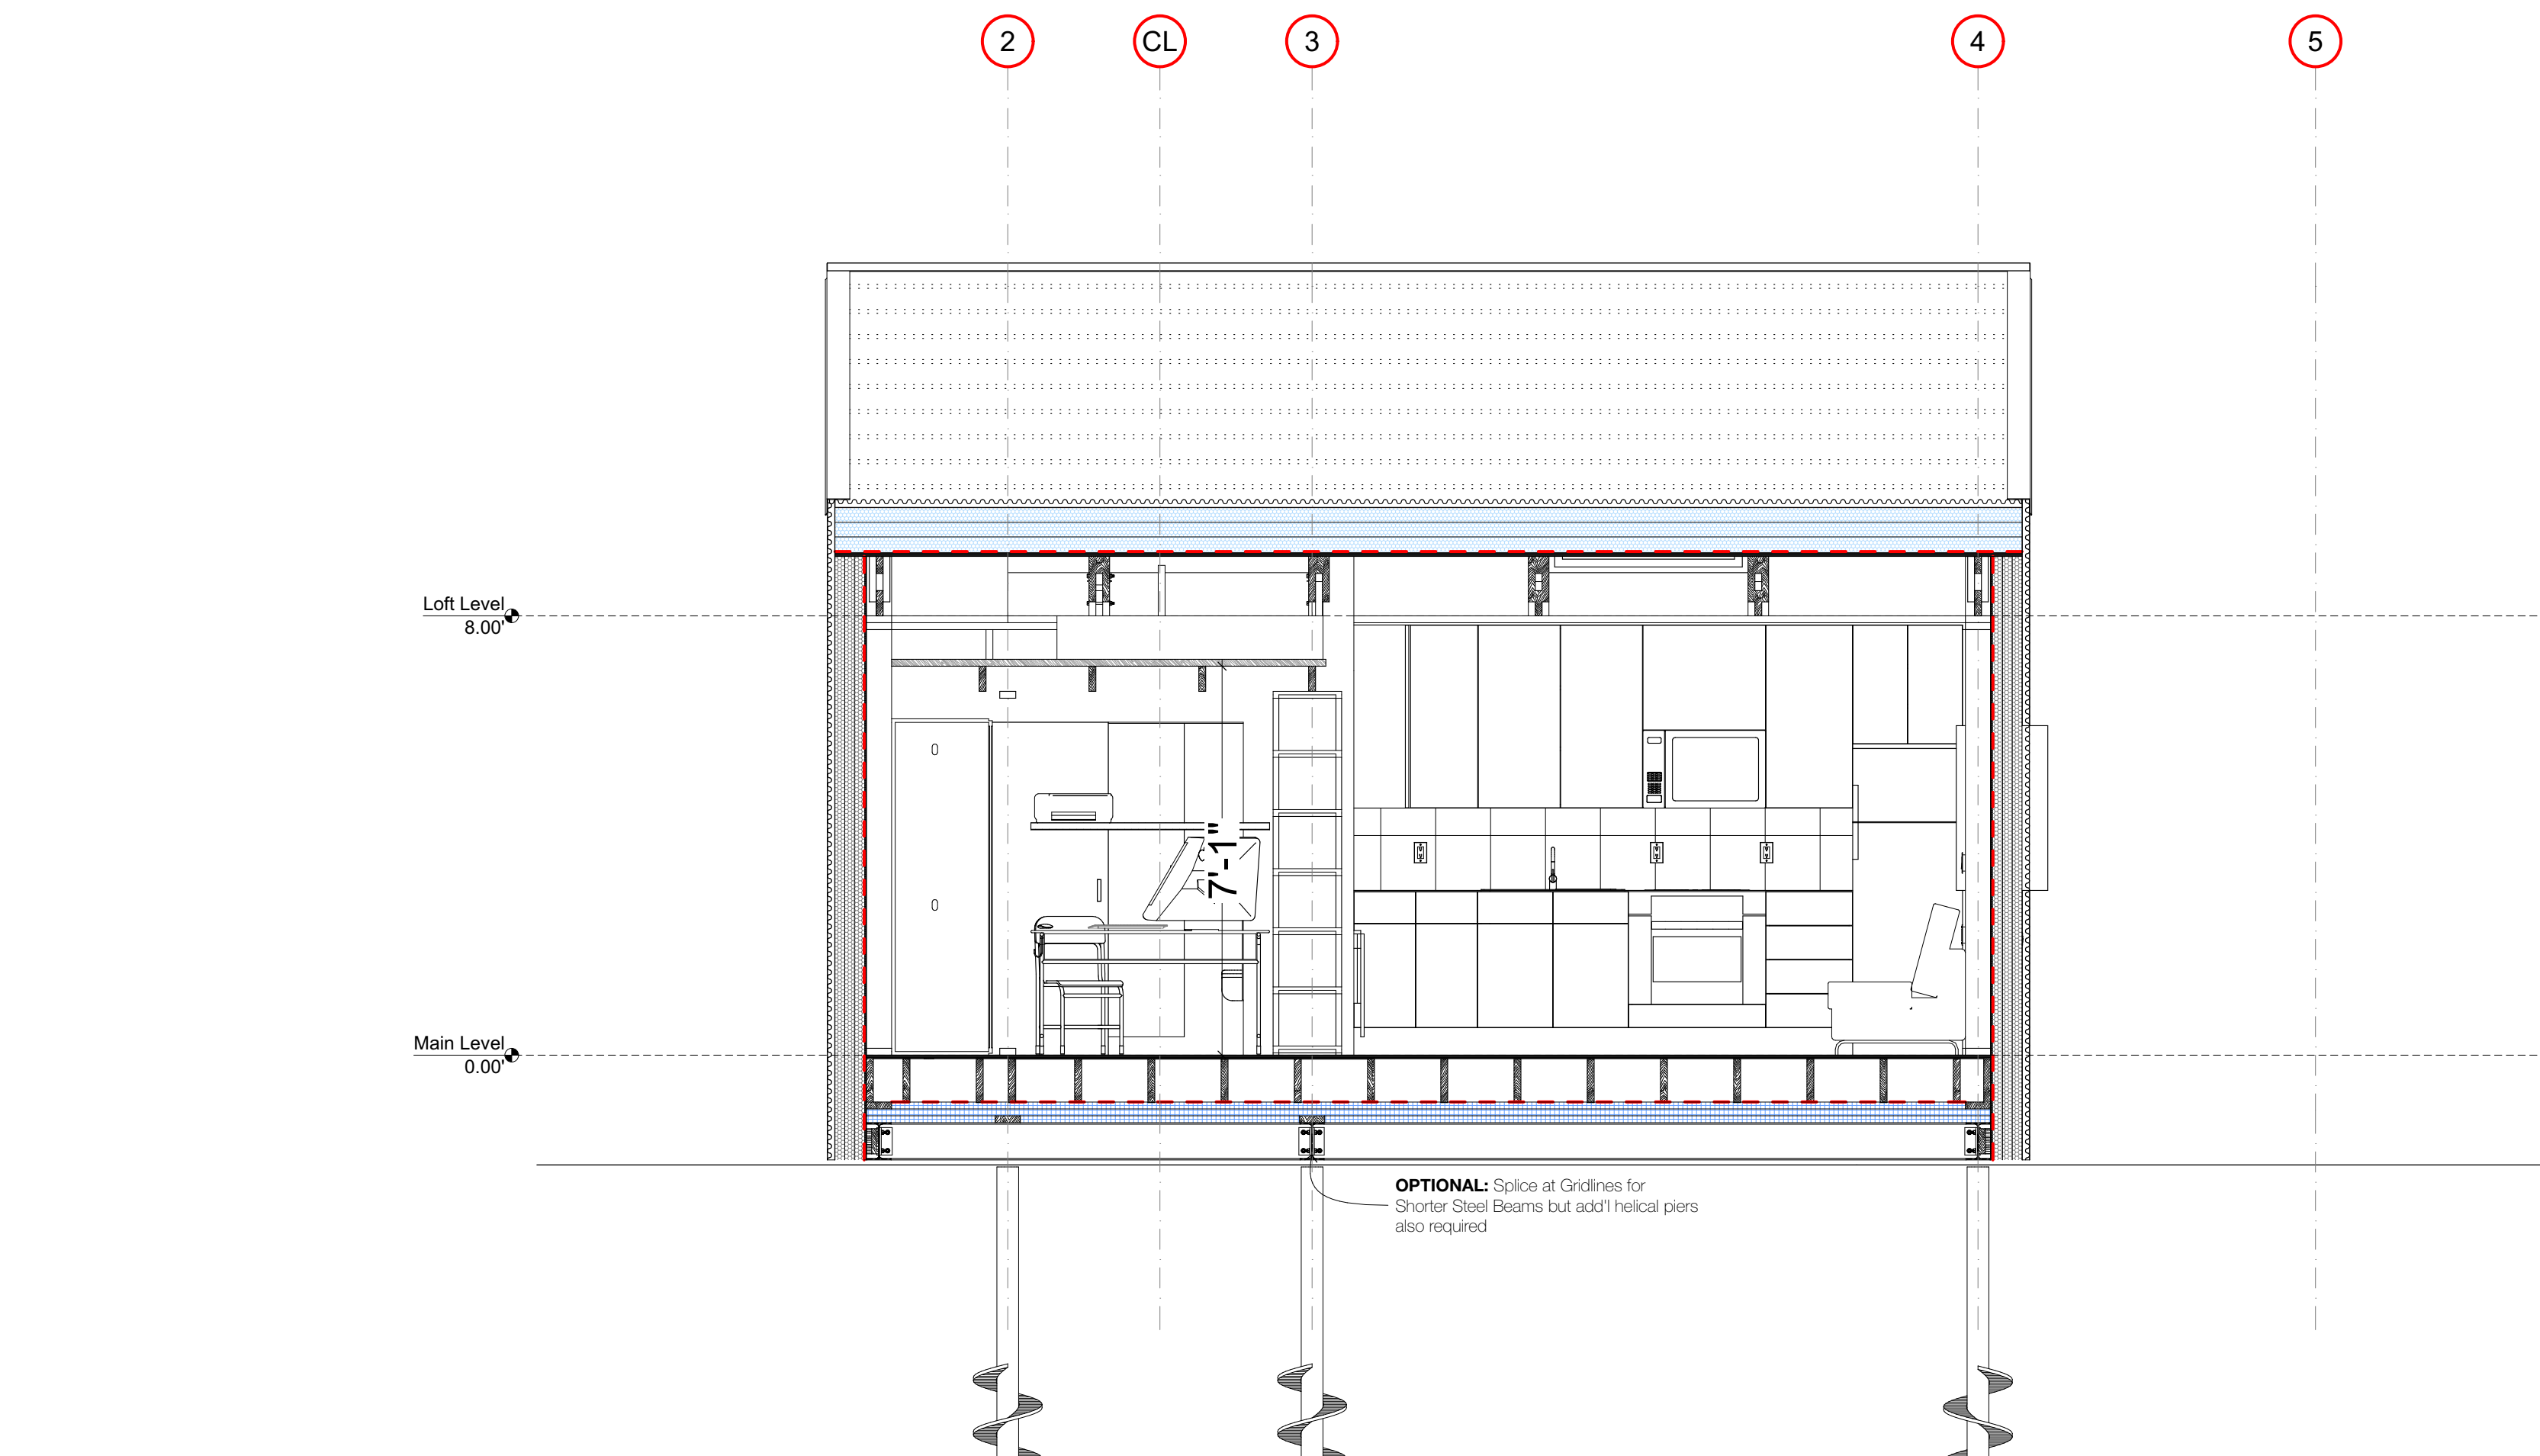 2
CL
3
4
5
Loft Level
8.00'
7'-1"
Main Level
0.00'
OPTIONAL: Splice at Gridlines for
Shorter Steel Beams but add'l helical piers
also required